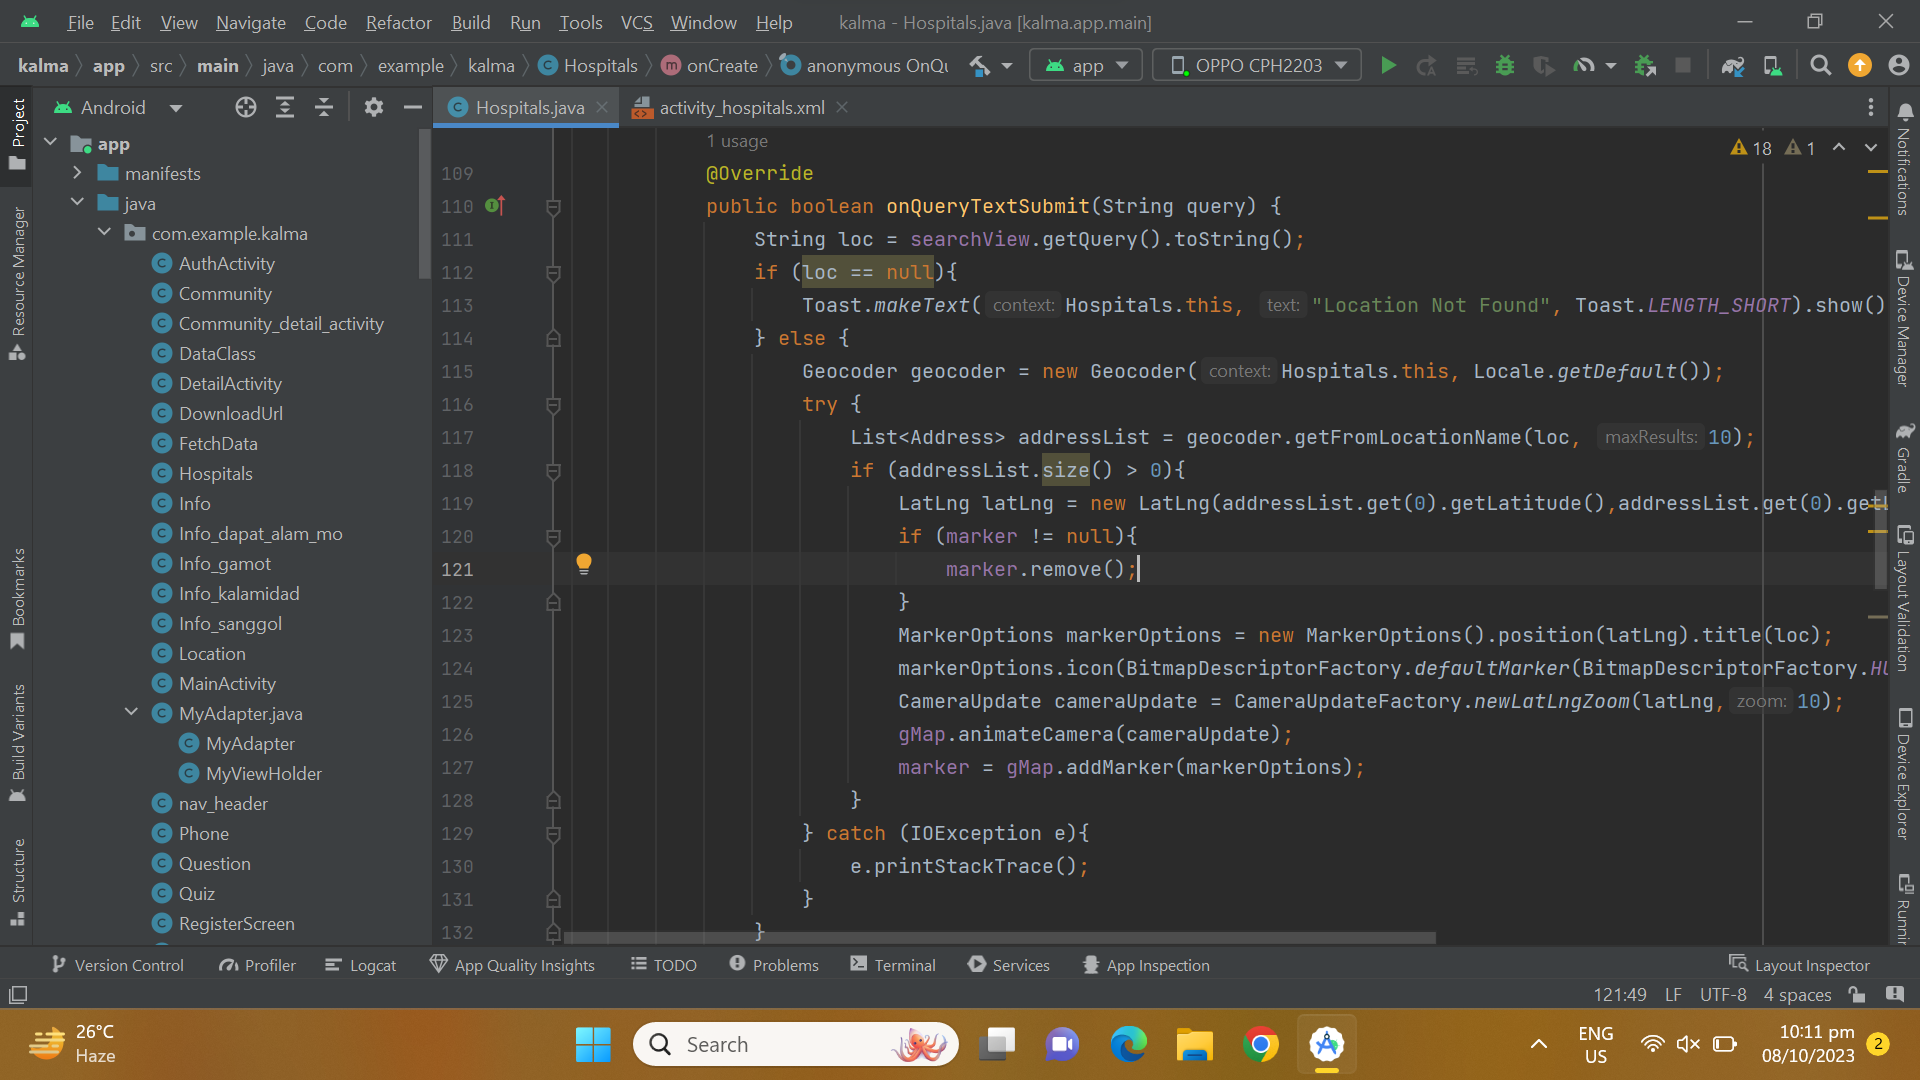 File Edit View Navigate Code Refactor Build Run Tools VCS Window Help kalma - Hospitals.java [kalma.app.main]
kalma app src main java com example kalma Hospitals onCreate anonymous app OPPO CPH2203
Android Hospitals.java activity_hospitals.xml
Project
Resource Manager
Bookmarks
Build Variants
Structure
app
manifests
java
com.example.kalma
AuthActivity
Community
Community_detail_activity
DataClass
DetailActivity
DownloadUrl
FetchData
Hospitals
Info
Info_dapat_alam_mo
Info_gamot
Info_kalamidad
Info_sanggol
Location
MainActivity
MyAdapter.java
MyAdapter
MyViewHolder
nav_header
Phone
Question
Quiz
RegisterScreen
1 usage
18 1
109 @Override
110 public boolean onQueryTextSubmit(String query) {
111 String loc = searchView.getQuery().toString();
112 if (loc == null){
113 Toast.makeText( context: Hospitals.this, text: "Location Not Found", Toast.LENGTH_SHORT).show()
114 } else {
115 Geocoder geocoder = new Geocoder( context: Hospitals.this, Locale.getDefault());
116 try {
117 List<Address> addressList = geocoder.getFromLocationName(loc, maxResults: 10);
118 if (addressList.size() > 0){
119 LatLng latLng = new LatLng(addressList.get(0).getLatitude(),addressList.get(0).
120 if (marker != null){
121 marker.remove();
122 }
123 MarkerOptions markerOptions = new MarkerOptions().position(latLng).title(loc);
124 markerOptions.icon(BitmapDescriptorFactory.defaultMarker(BitmapDescriptorFactory.
125 CameraUpdate cameraUpdate = CameraUpdateFactory.newLatLngZoom(latLng, zoom: 10);
126 gMap.animateCamera(cameraUpdate);
127 marker = gMap.addMarker(markerOptions);
128 }
129 } catch (IOException e){
130 e.printStackTrace();
131 }
132 }
Notifications
Device Manager
Gradle
Layout Validation
Device Explorer
Version Control Profiler Logcat App Quality Insights TODO Problems Terminal Services App Inspection Layout Inspector
121:49 LF UTF-8 4 spaces
26°C
Haze
Search
ENG
US
10:11 pm
08/10/2023
2